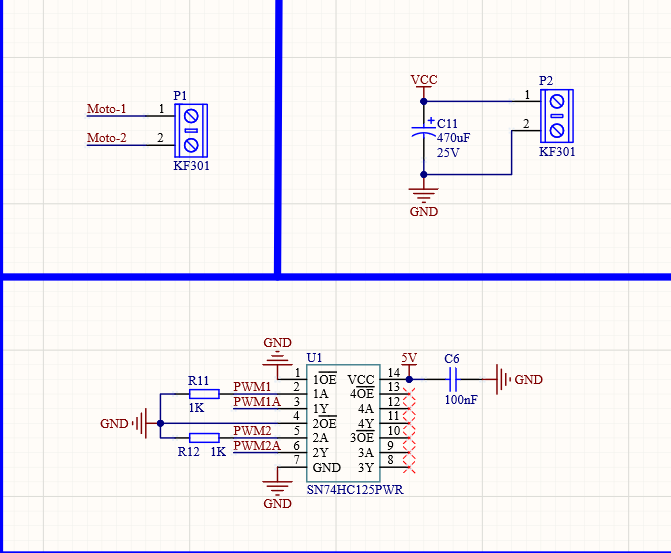 P1
Moto-1 1
Moto-2 2
KF301
VCC
P2
1
C11
470uF
25V
2
KF301
GND
GND
U1
5V
C6
1 1OE VCC 14
GND
100nF
R11
PWM1 2 1A 4OE 13
1K
PWM1A 3 1Y 4A 12
GND
4 2OE 4Y 11
PWM2 5 2A 3OE 10
R12 1K
PWM2A 6 2Y 3A 9
7 GND 3Y 8
SN74HC125PWR
GND